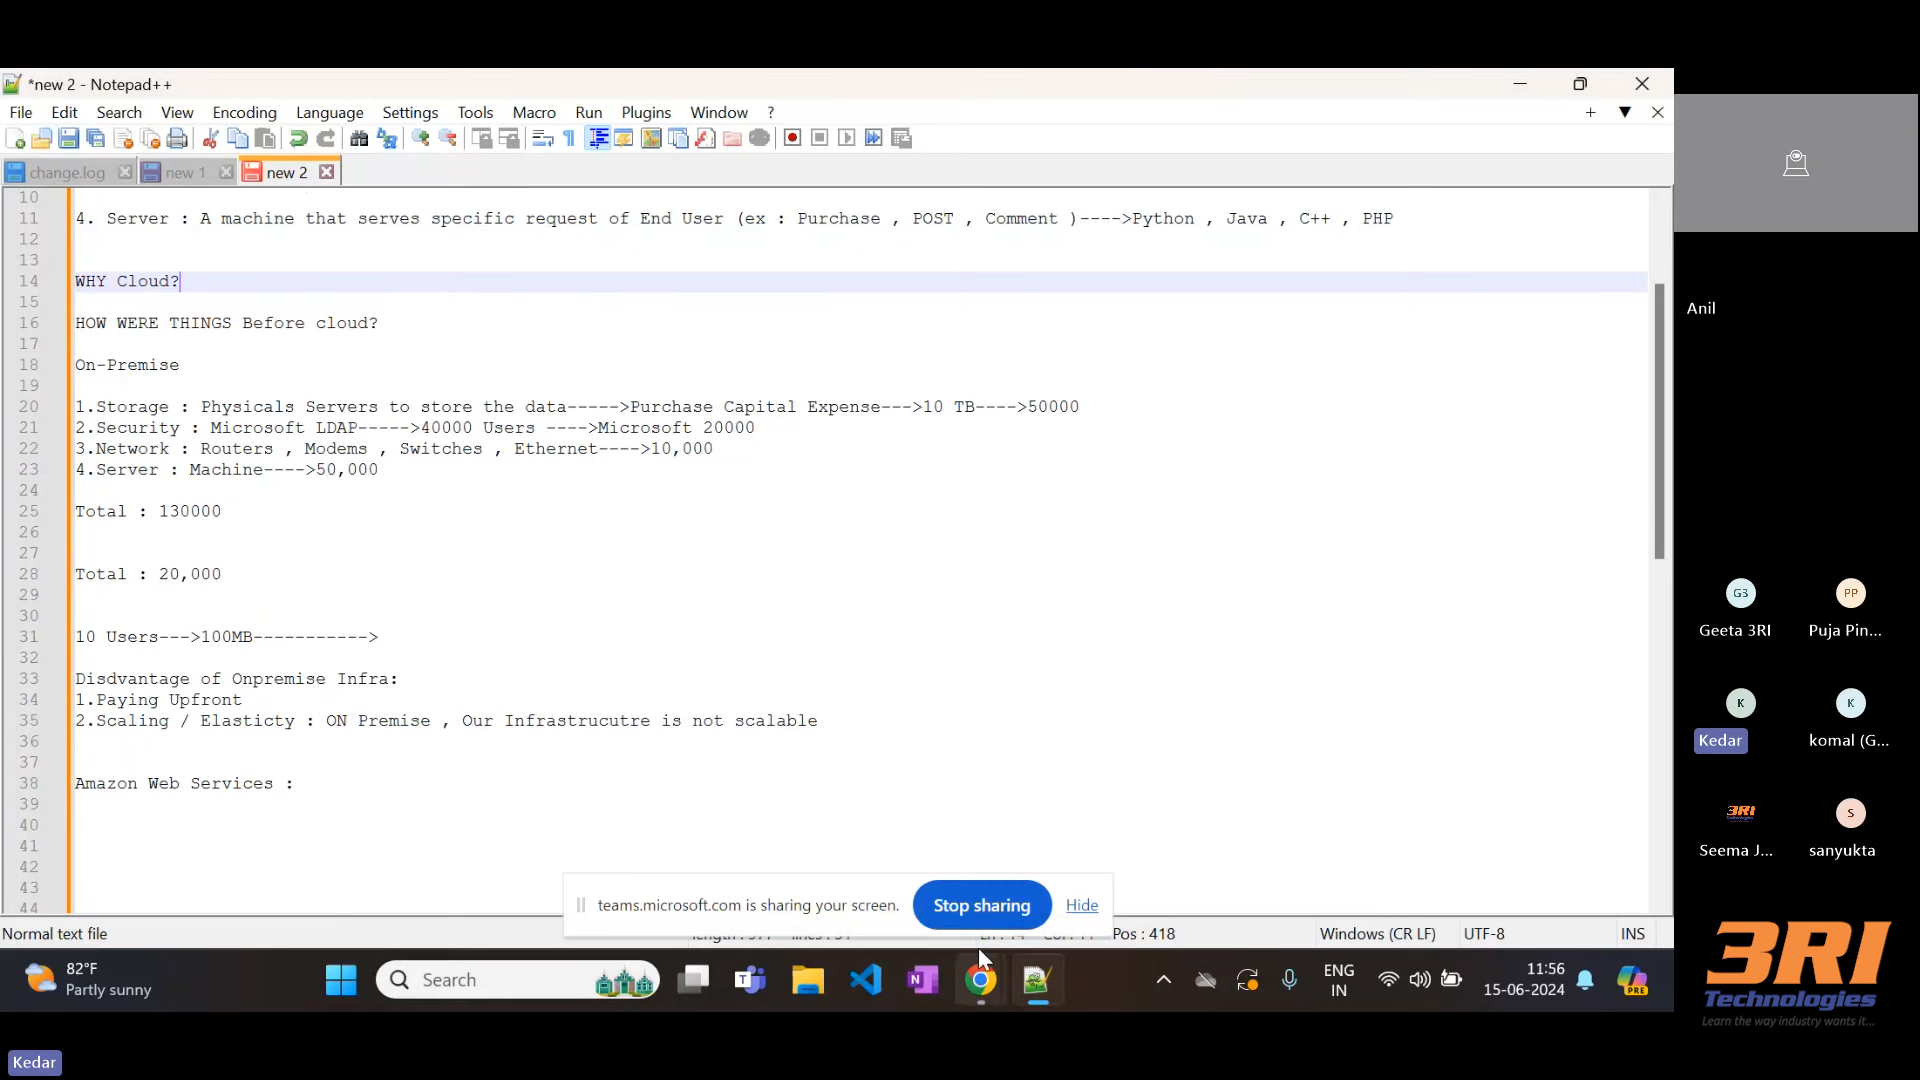 *new 2 - Notepad++
File Edit Search View Encoding Language Settings Tools Macro Run Plugins Window ?
change.log new 1 new 2
10
11 4. Server : A machine that serves specific request of End User (ex : Purchase , POST , Comment )---->Python , Java , C++ , PHP
12
13
14 WHY Cloud?
15
16 HOW WERE THINGS Before cloud?
17
18 On-Premise
19
20 1.Storage : Physicals Servers to store the data----->Purchase Capital Expense--->10 TB---->50000
21 2.Security : Microsoft LDAP----->40000 Users ---->Microsoft 20000
22 3.Network : Routers , Modems , Switches , Ethernet---->10,000
23 4.Server : Machine---->50,000
24
25 Total : 130000
26
27
28 Total : 20,000
29
30
31 10 Users--->100MB----------->
32
33 Disdvantage of Onpremise Infra:
34 1.Paying Upfront
35 2.Scaling / Elasticty : ON Premise , Our Infrastrucutre is not scalable
36
37
38 Amazon Web Services :
39
40
41
42
43
44
teams.microsoft.com is sharing your screen. Stop sharing Hide
Normal text file Pos : 418 Windows (CR LF) UTF-8 INS
82°F
Partly sunny
Search
ENG
IN
11:56
15-06-2024
PRE
Anil
G3 PP
Geeta 3RI Puja Pin...
K K
Kedar komal (G...
3RI S
Seema J... sanyukta
3RI
Technologies
Learn the way industry wants it...
Kedar